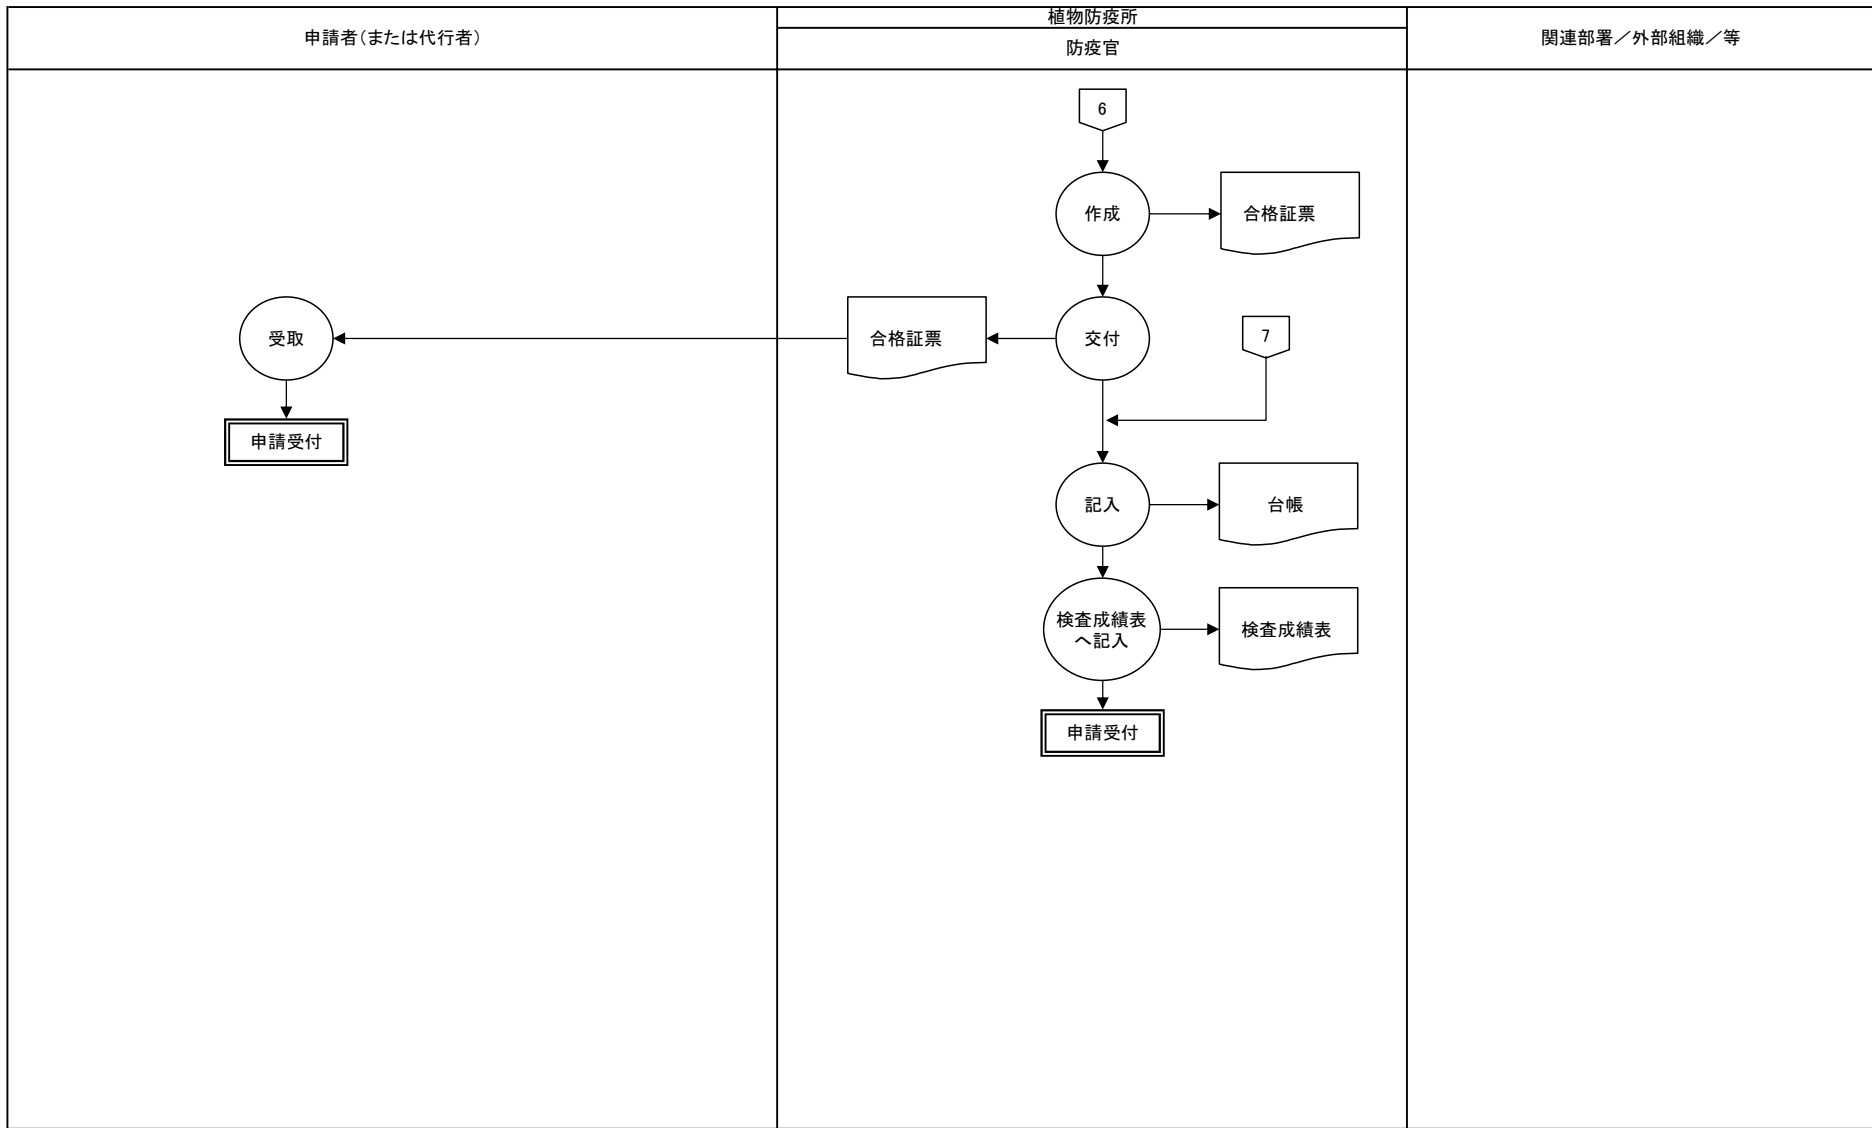 申請者（または代行者）
植物防疫所
防疫官
関連部署／外部組織／等
6
作成
合格証票
受取
合格証票
交付
7
申請受付
記入
台帳
検査成績表
へ記入
検査成績表
申請受付